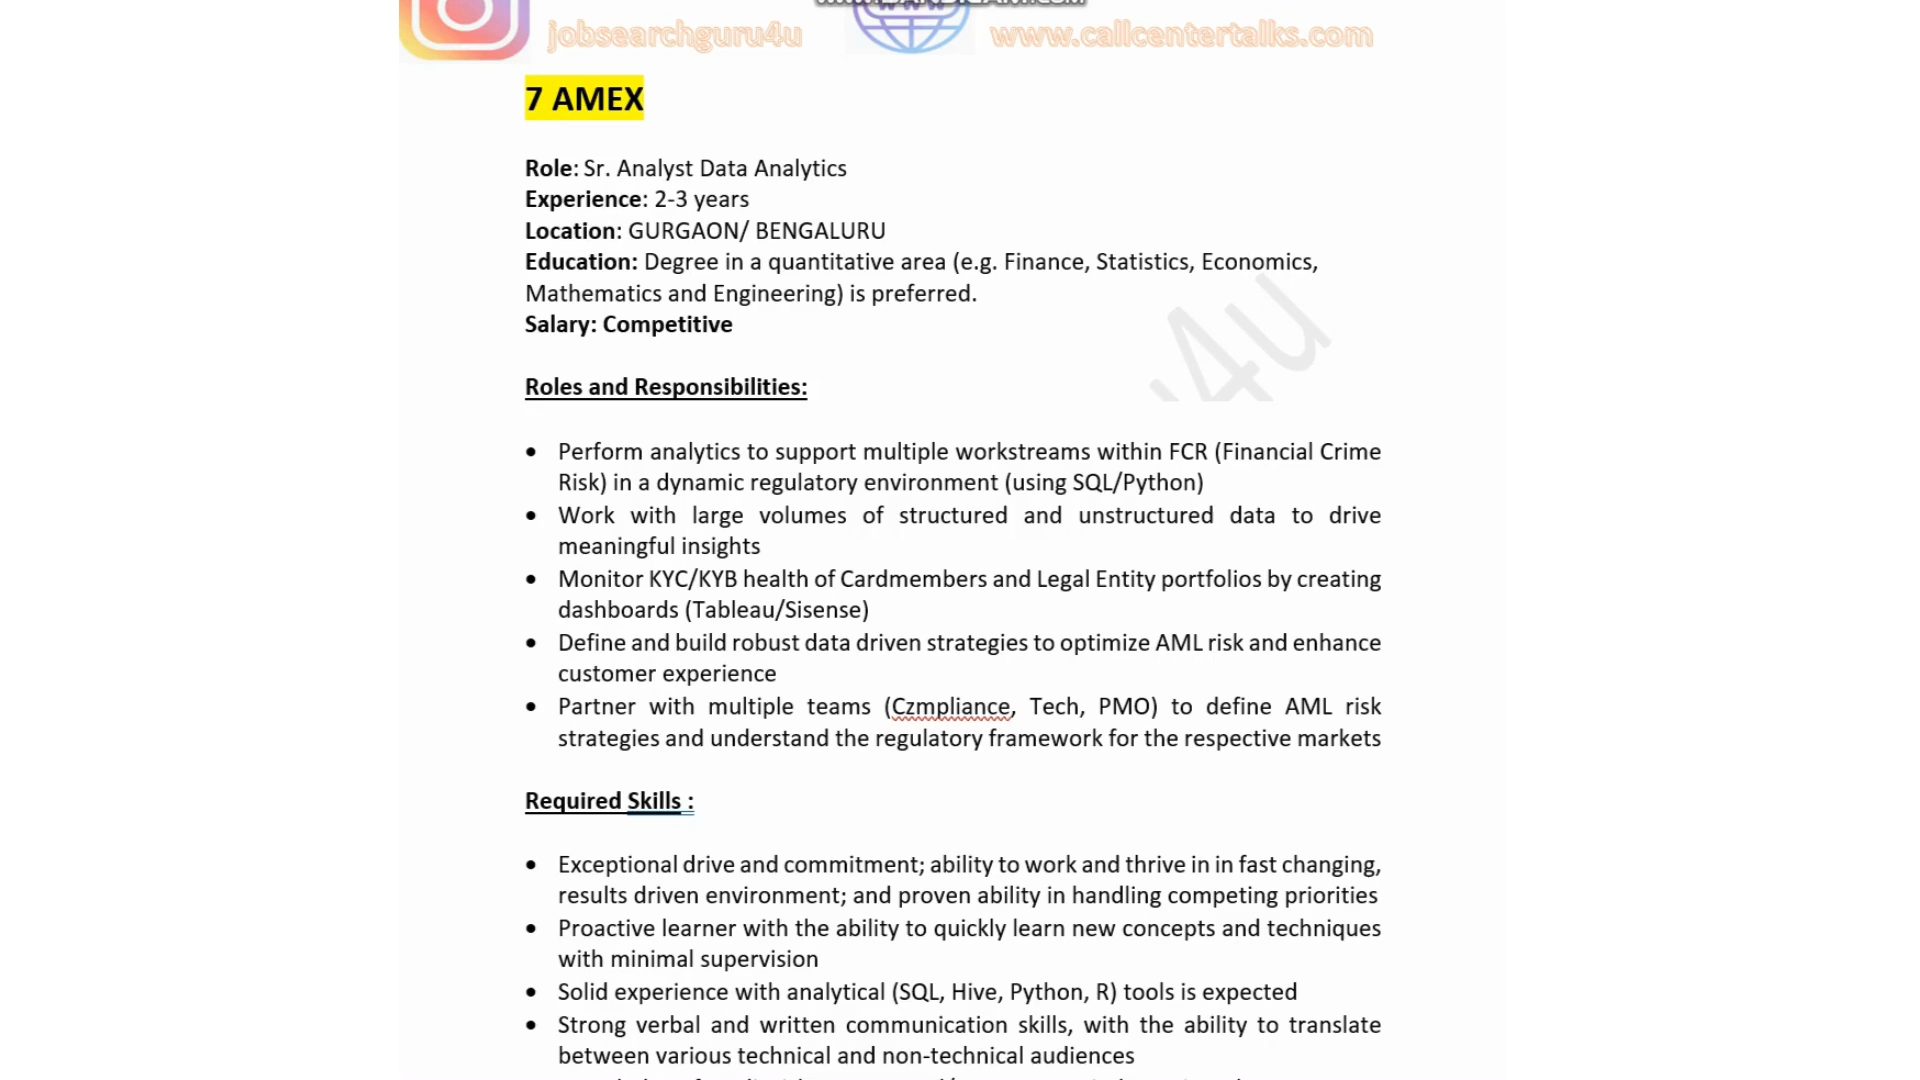 www.BANDICAM.com
jobsearchguru4u
www.callcentertalks.com
7 AMEX
Role: Sr. Analyst Data Analytics
Experience: 2-3 years
Location: GURGAON/ BENGALURU
Education: Degree in a quantitative area (e.g. Finance, Statistics, Economics,
Mathematics and Engineering) is preferred.
Salary: Competitive
4u
Roles and Responsibilities:
• Perform analytics to support multiple workstreams within FCR (Financial Crime
Risk) in a dynamic regulatory environment (using SQL/Python)
• Work with large volumes of structured and unstructured data to drive
meaningful insights
• Monitor KYC/KYB health of Cardmembers and Legal Entity portfolios by creating
dashboards (Tableau/Sisense)
• Define and build robust data driven strategies to optimize AML risk and enhance
customer experience
• Partner with multiple teams (Czmpliance, Tech, PMO) to define AML risk
strategies and understand the regulatory framework for the respective markets
Required Skills :
• Exceptional drive and commitment; ability to work and thrive in in fast changing,
results driven environment; and proven ability in handling competing priorities
• Proactive learner with the ability to quickly learn new concepts and techniques
with minimal supervision
• Solid experience with analytical (SQL, Hive, Python, R) tools is expected
• Strong verbal and written communication skills, with the ability to translate
between various technical and non-technical audiences